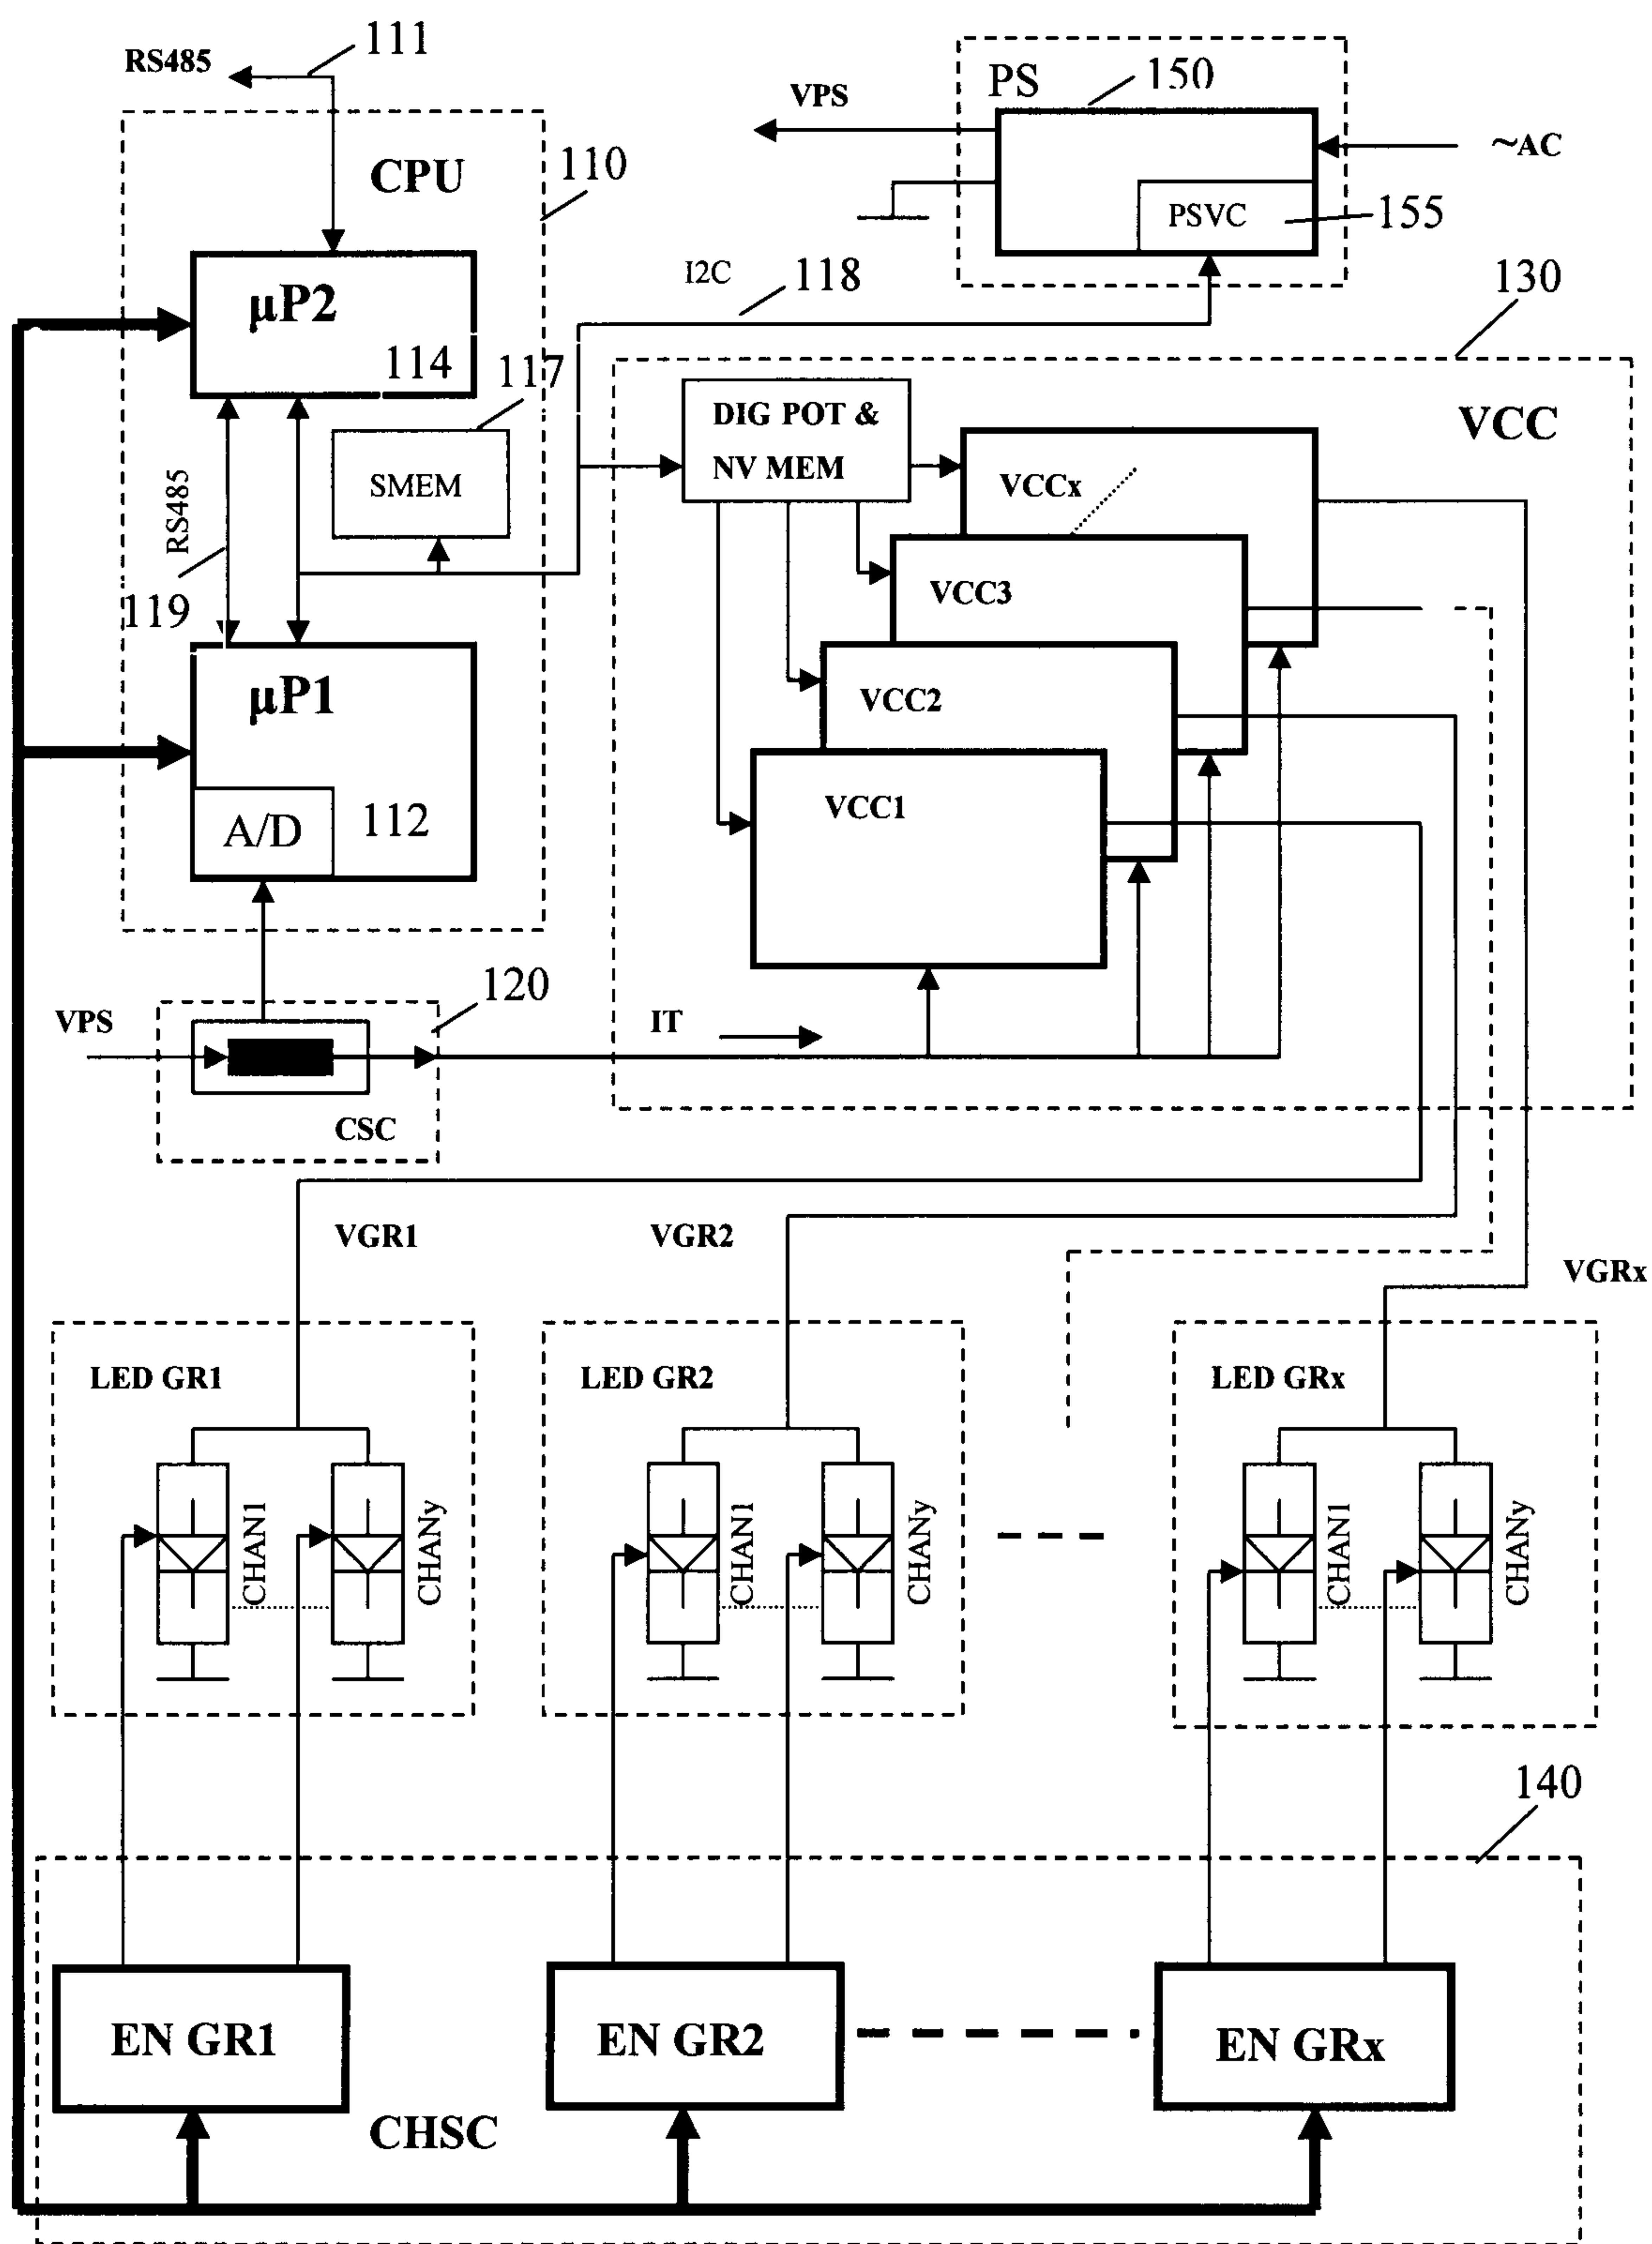 RS485
111
PS
150
VPS
~AC
CPU
110
PSVC
155
I2C
118
130
µP2
114
117
DIG POT &
NV MEM
VCC
SMEM
VCCx
RS485
119
VCC3
µP1
VCC2
A/D
112
VCC1
120
VPS
IT
CSC
VGR1
VGR2
VGRx
LED GR1
LED GR2
LED GRx
CHAN1
CHANy
CHAN1
CHANy
CHAN1
CHANy
140
EN GR1
EN GR2
EN GRx
CHSC